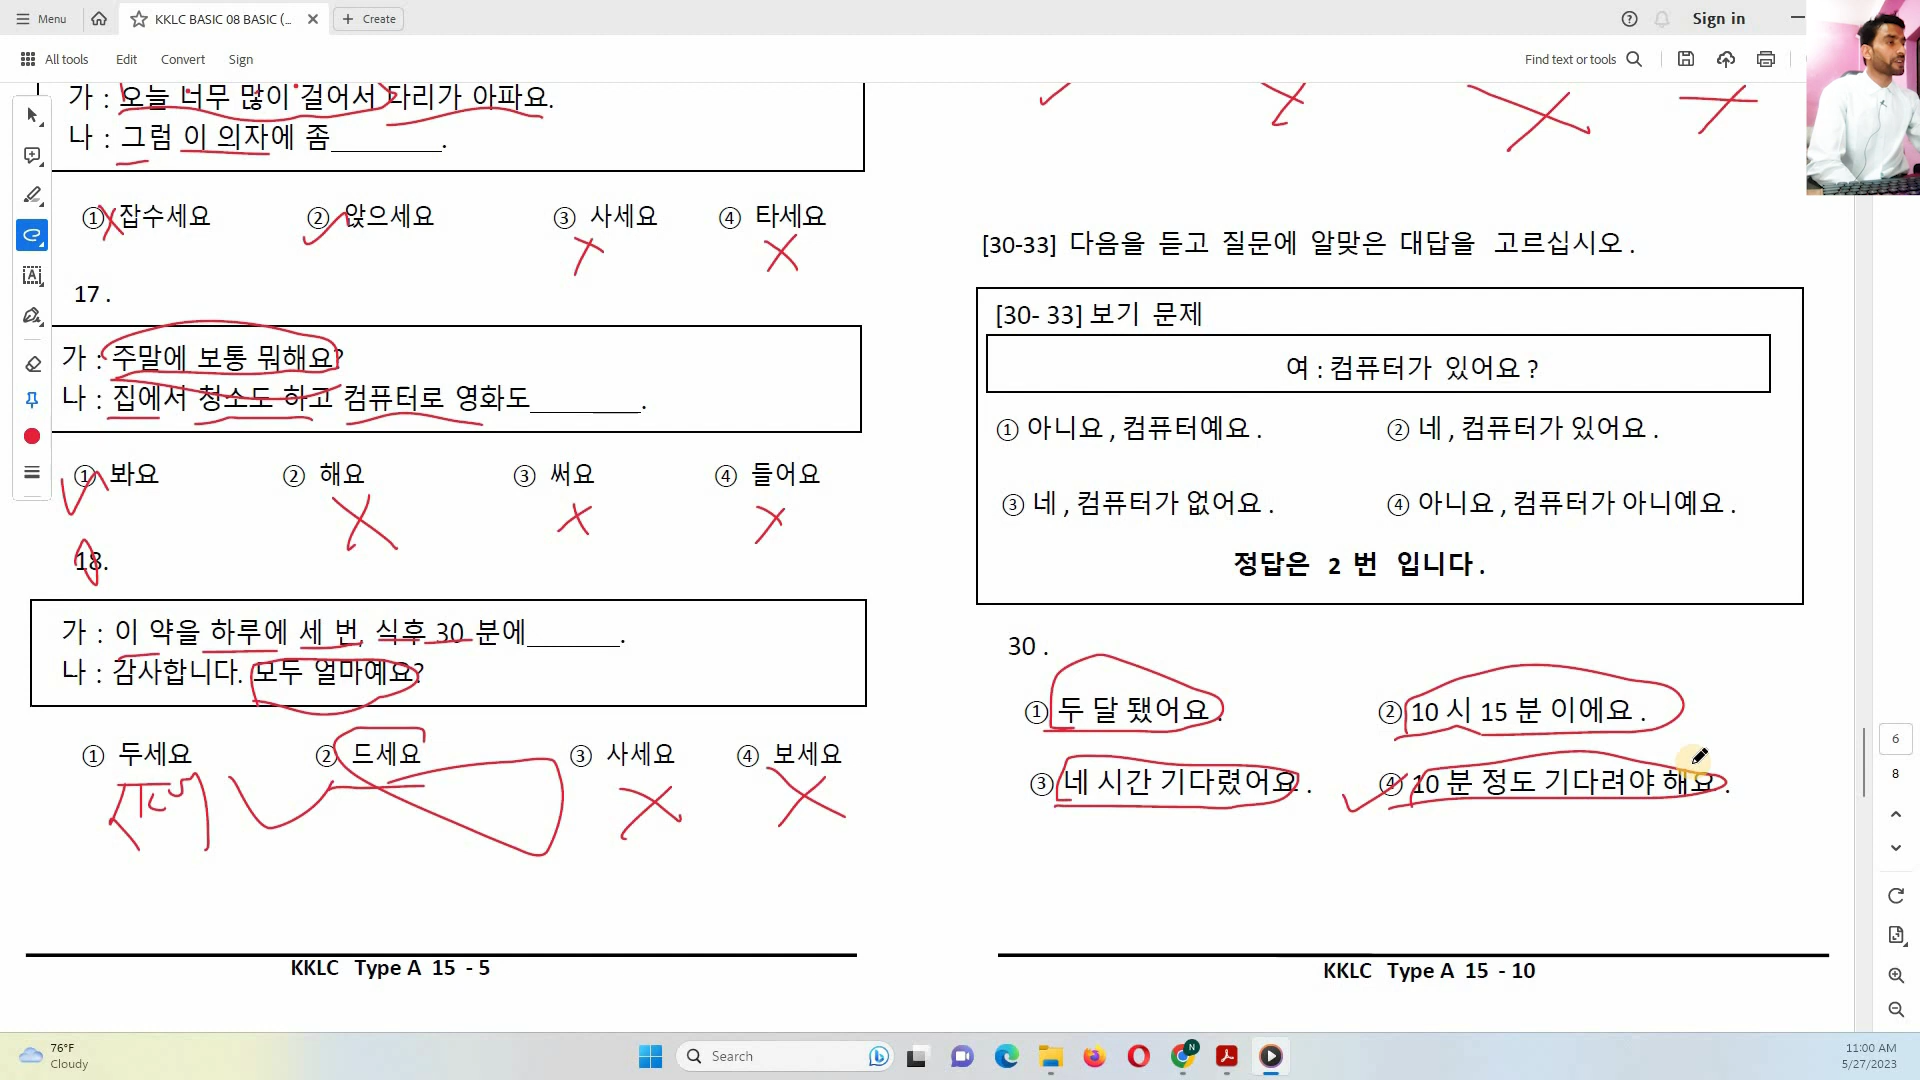 Menu
KKLC BASIC 08 BASIC (...
Create
Sign in
All tools
Edit
Convert
Sign
Find text or tools
가 : 오늘 너무 많이 걸어서 다리가 아파요.
나 : 그럼 이 의자에 좀________.
① 잡수세요 ② 앉으세요 ③ 사세요 ④ 타세요
17 .
가 : 주말에 보통 뭐해요?
나 : 집에서 청소도 하고 컴퓨터로 영화도________.
① 봐요 ② 해요 ③ 써요 ④ 들어요
18.
가 : 이 약을 하루에 세 번, 식후 30 분에_______.
나 : 감사합니다. 모두 얼마예요?
① 두세요 ② 드세요 ③ 사세요 ④ 보세요
KKLC Type A 15 - 5
[30-33] 다음을 듣고 질문에 알맞은 대답을 고르십시오 .
[30- 33] 보기 문제
여 : 컴퓨터가 있어요 ?
① 아니요 , 컴퓨터예요 . ② 네 , 컴퓨터가 있어요 .
③ 네 , 컴퓨터가 없어요 . ④ 아니요 , 컴퓨터가 아니예요 .
정답은 2 번 입니다 .
30 .
① 두 달 됐어요 . ② 10 시 15 분 이에요 .
③ 네 시간 기다렸어요 . ④ 10 분 정도 기다려야 해요 .
KKLC Type A 15 - 10
6
8
76°F
Cloudy
Search
N
11:00 AM
5/27/2023